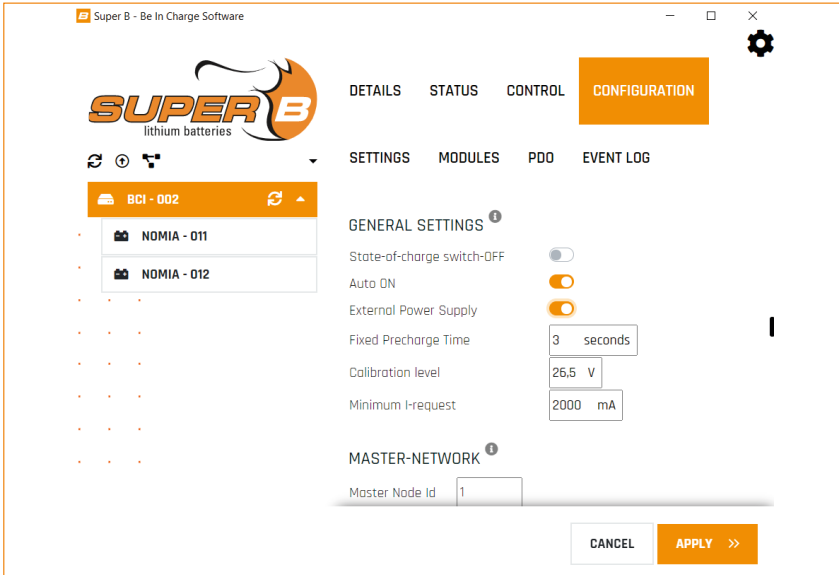 Super B - Be In Charge Software
SUPER B
lithium batteries
DETAILS STATUS CONTROL CONFIGURATION
SETTINGS MODULES PDO EVENT LOG
BCI - 002
NOMIA - 011
NOMIA - 012
GENERAL SETTINGS
State-of-charge switch-OFF
Auto ON
External Power Supply
Fixed Precharge Time 3 seconds
Calibration level 26,5 V
Minimum I-request 2000 mA
MASTER-NETWORK
Master Node Id 1
CANCEL APPLY